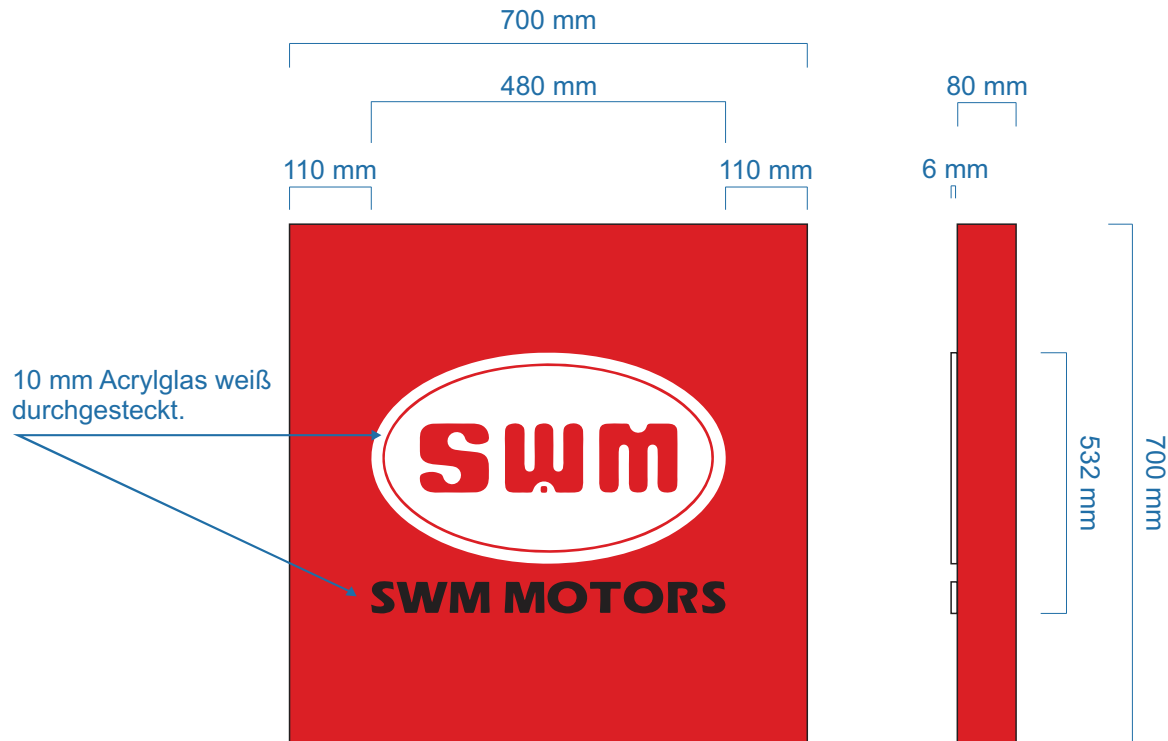 700 mm
480 mm
80 mm
110 mm
110 mm
6 mm
10 mm Acrylglas weiß
durchgesteckt.
SWM
SWM MOTORS
532 mm
700 mm